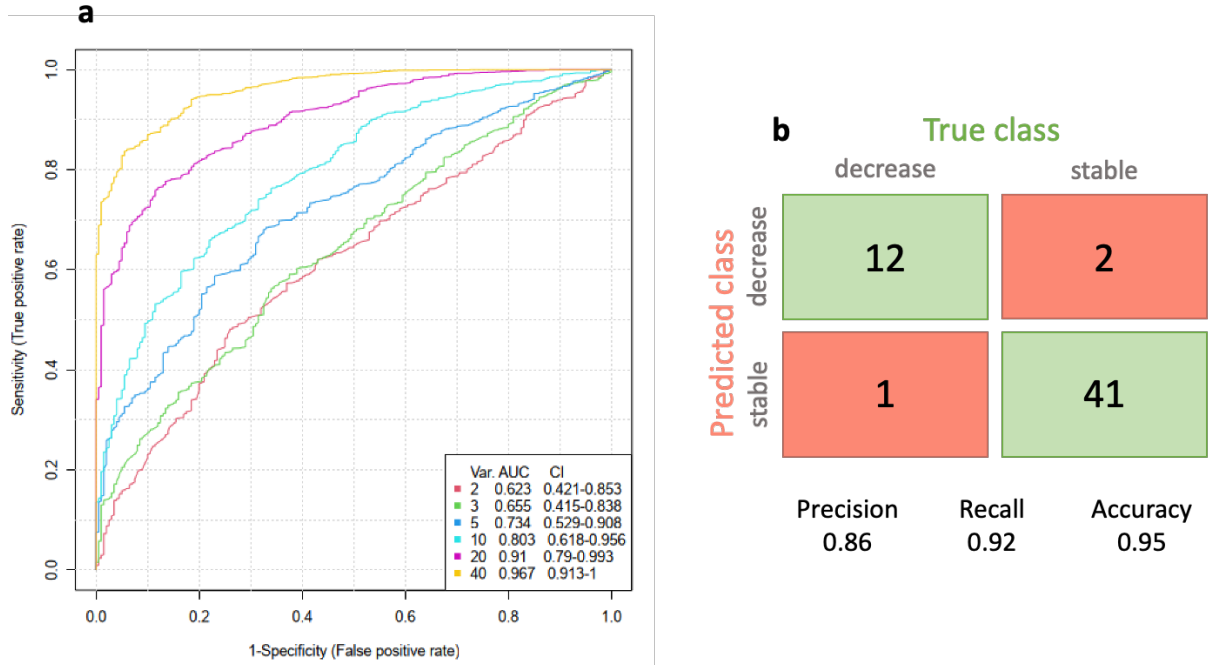 a
Sensitivity (True positive rate)
1.0
0.8
0.6
0.4
0.2
0.0
0.0 0.2 0.4 0.6 0.8 1.0
1-Specificity (False positive rate)
Var. AUC CI
2 0.623 0.421-0.853
3 0.655 0.415-0.838
5 0.734 0.529-0.908
10 0.803 0.618-0.956
20 0.91 0.79-0.993
40 0.967 0.913-1
b
True class
decrease stable
Predicted class
decrease
12 2
stable
1 41
Precision Recall Accuracy
0.86 0.92 0.95